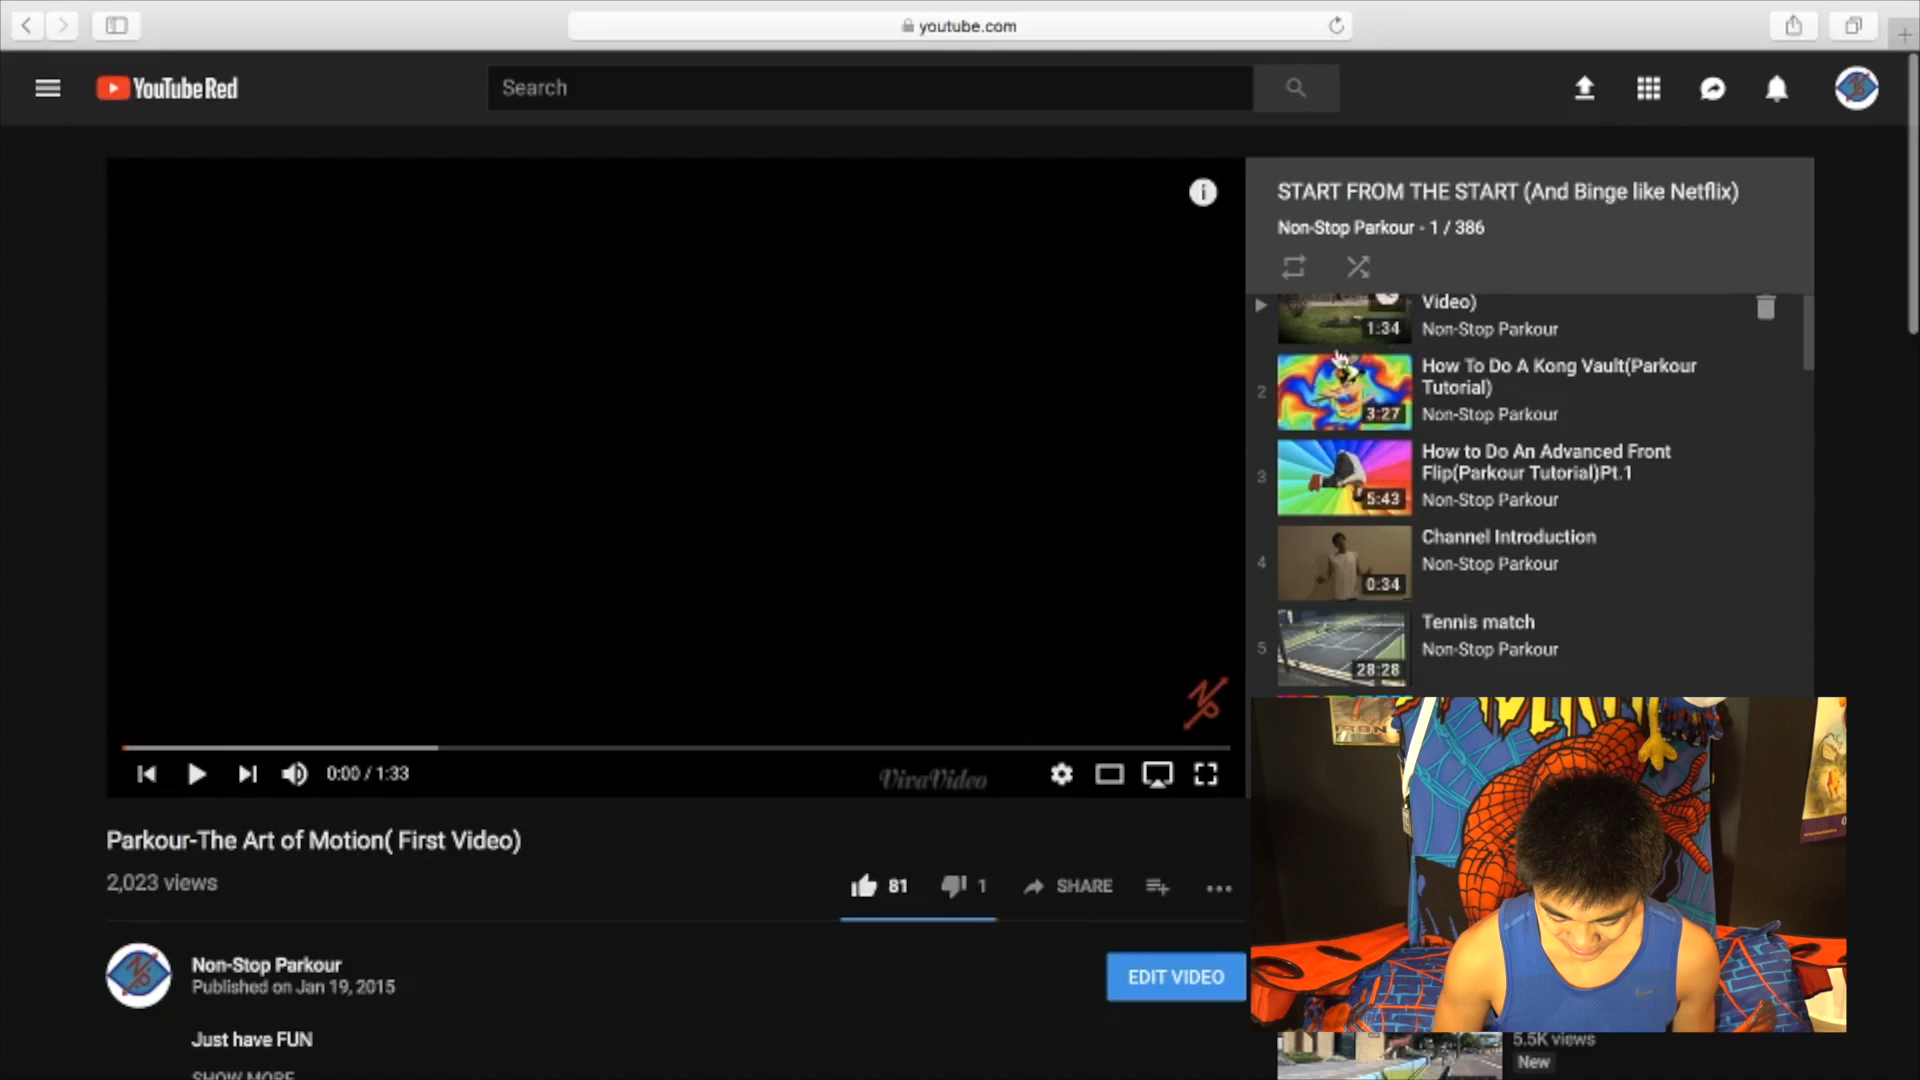 youtube.com
YouTube Red
Search
START FROM THE START (And Binge like Netflix)
Non-Stop Parkour - 1 / 386
Video)
1:34
Non-Stop Parkour
2
3:27
How To Do A Kong Vault(Parkour
Tutorial)
Non-Stop Parkour
3
5:43
How to Do An Advanced Front
Flip(Parkour Tutorial)Pt.1
Non-Stop Parkour
4
0:34
Channel Introduction
Non-Stop Parkour
5
28:28
Tennis match
Non-Stop Parkour
0:00 / 1:33
VivaVideo
Parkour-The Art of Motion( First Video)
2,023 views
81
1
SHARE
Non-Stop Parkour
Published on Jan 19, 2015
EDIT VIDEO
Just have FUN
SHOW MORE
5.5K views
New